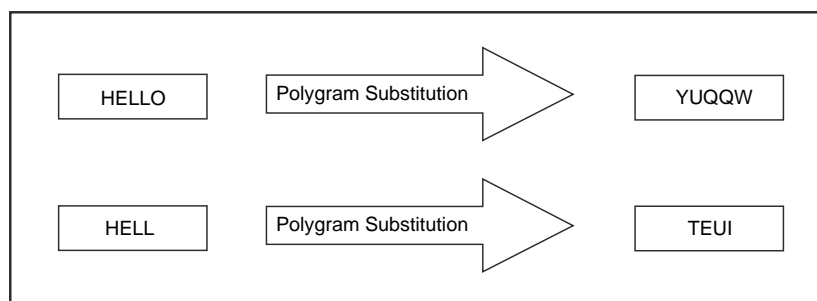 HELLO
Polygram Substitution
YUQQW
HELL
Polygram Substitution
TEUI